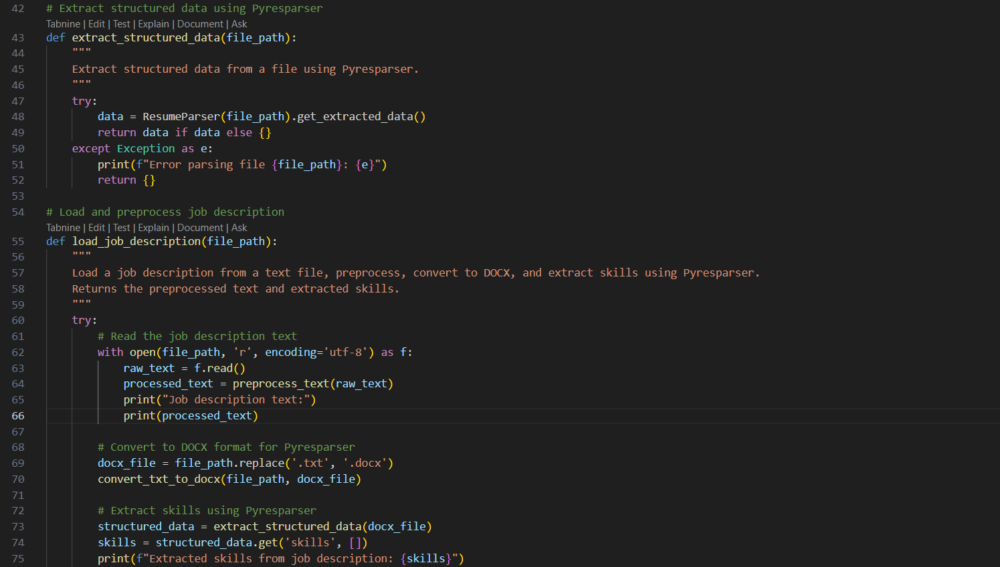 42 # Extract structured data using Pyresparser
Tabnine | Edit | Test | Explain | Document | Ask
43 def extract_structured_data(file_path):
44     """
45     Extract structured data from a file using Pyresparser.
46     """
47     try:
48         data = ResumeParser(file_path).get_extracted_data()
49         return data if data else {}
50     except Exception as e:
51         print(f"Error parsing file {file_path}: {e}")
52         return {}
53
54 # Load and preprocess job description
Tabnine | Edit | Test | Explain | Document | Ask
55 def load_job_description(file_path):
56     """
57     Load a job description from a text file, preprocess, convert to DOCX, and extract skills using Pyresparser.
58     Returns the preprocessed text and extracted skills.
59     """
60     try:
61         # Read the job description text
62         with open(file_path, 'r', encoding='utf-8') as f:
63             raw_text = f.read()
64             processed_text = preprocess_text(raw_text)
65             print("Job description text:")
66             print(processed_text)
67
68         # Convert to DOCX format for Pyresparser
69         docx_file = file_path.replace('.txt', '.docx')
70         convert_txt_to_docx(file_path, docx_file)
71
72         # Extract skills using Pyresparser
73         structured_data = extract_structured_data(docx_file)
74         skills = structured_data.get('skills', [])
75         print(f"Extracted skills from job description: {skills}")